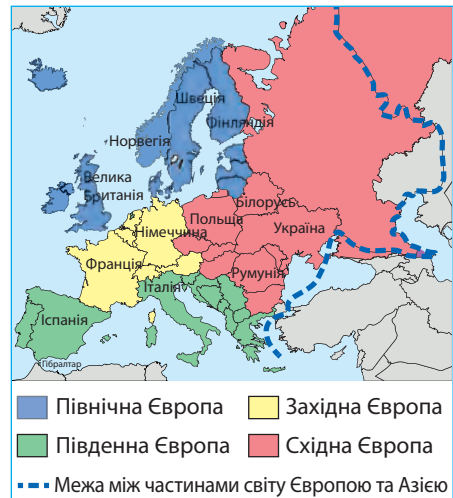 Швеція
Фінляндія
Норвегія
Велика
Британія
Білорусь
Польща
Німеччина
Україна
Франція
Румунія
Італія
Іспанія
Гібралтар
Північна Європа
Західна Європа
Південна Європа
Східна Європа
Межа між частинами світу Європою та Азією